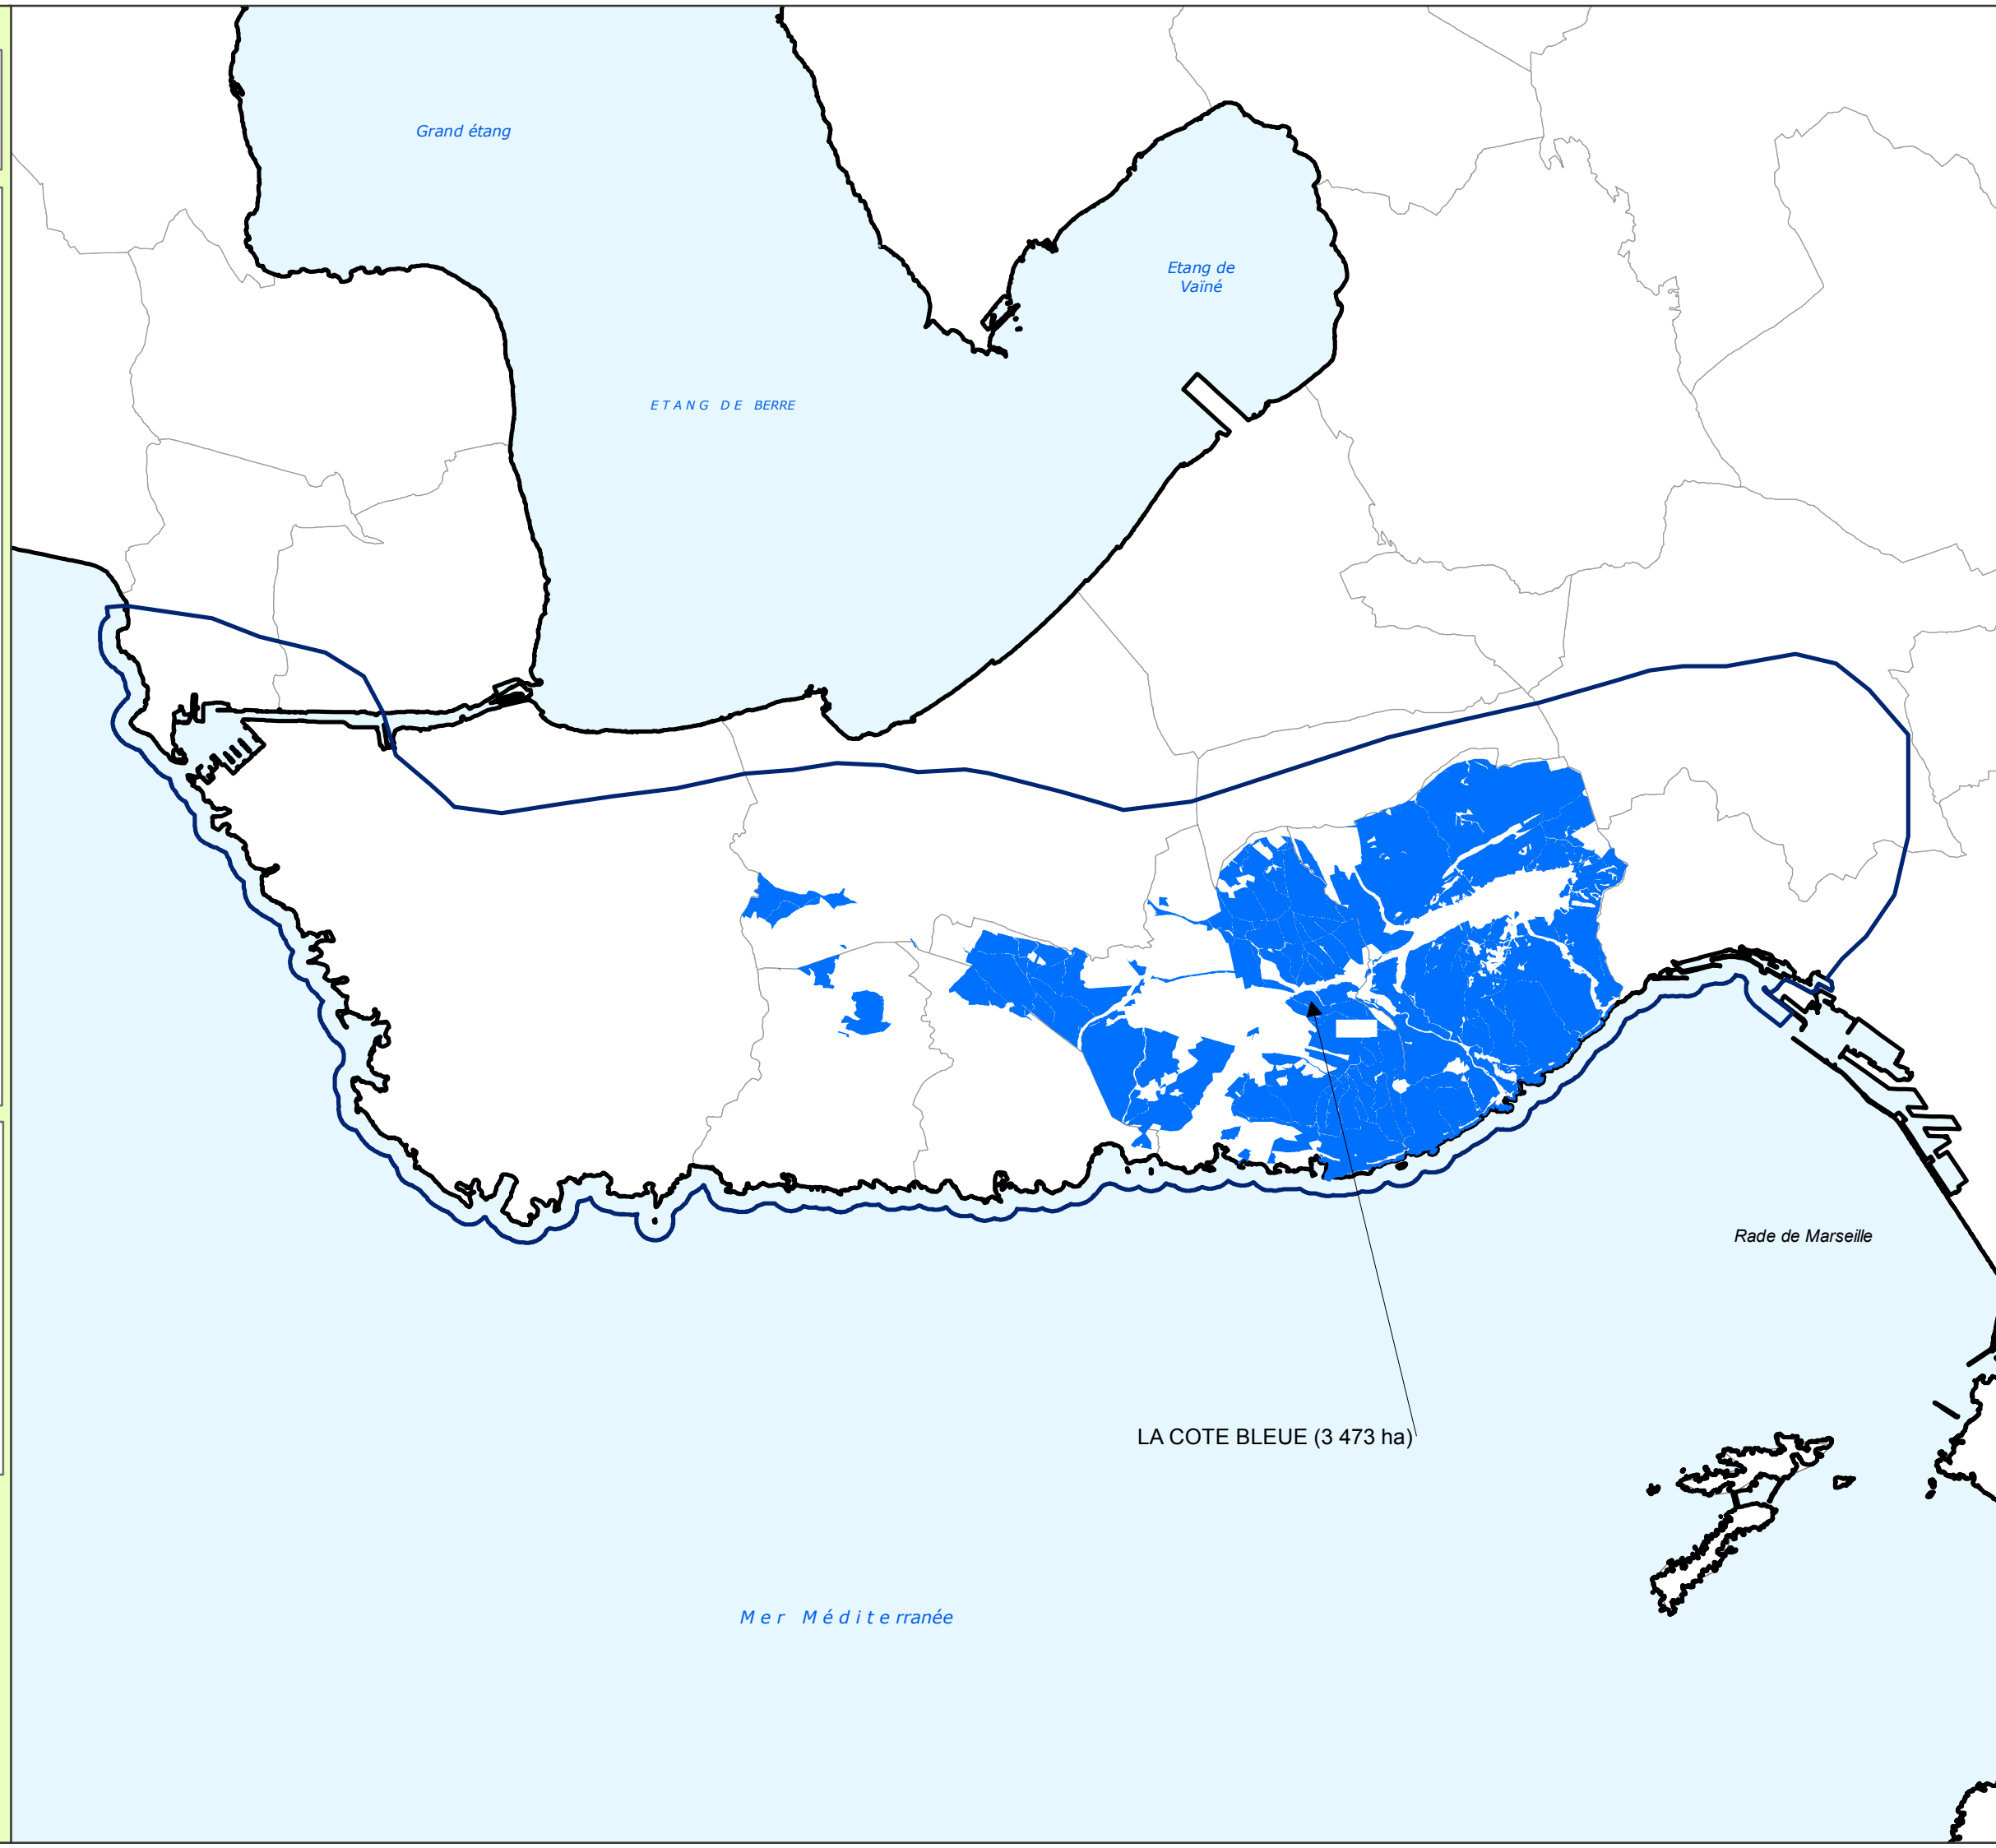 Grand étang
Etang de
Vaïné
ETANG DE BERRE
Rade de Marseille
LA COTE BLEUE (3 473 ha)
Mer Méditerranée